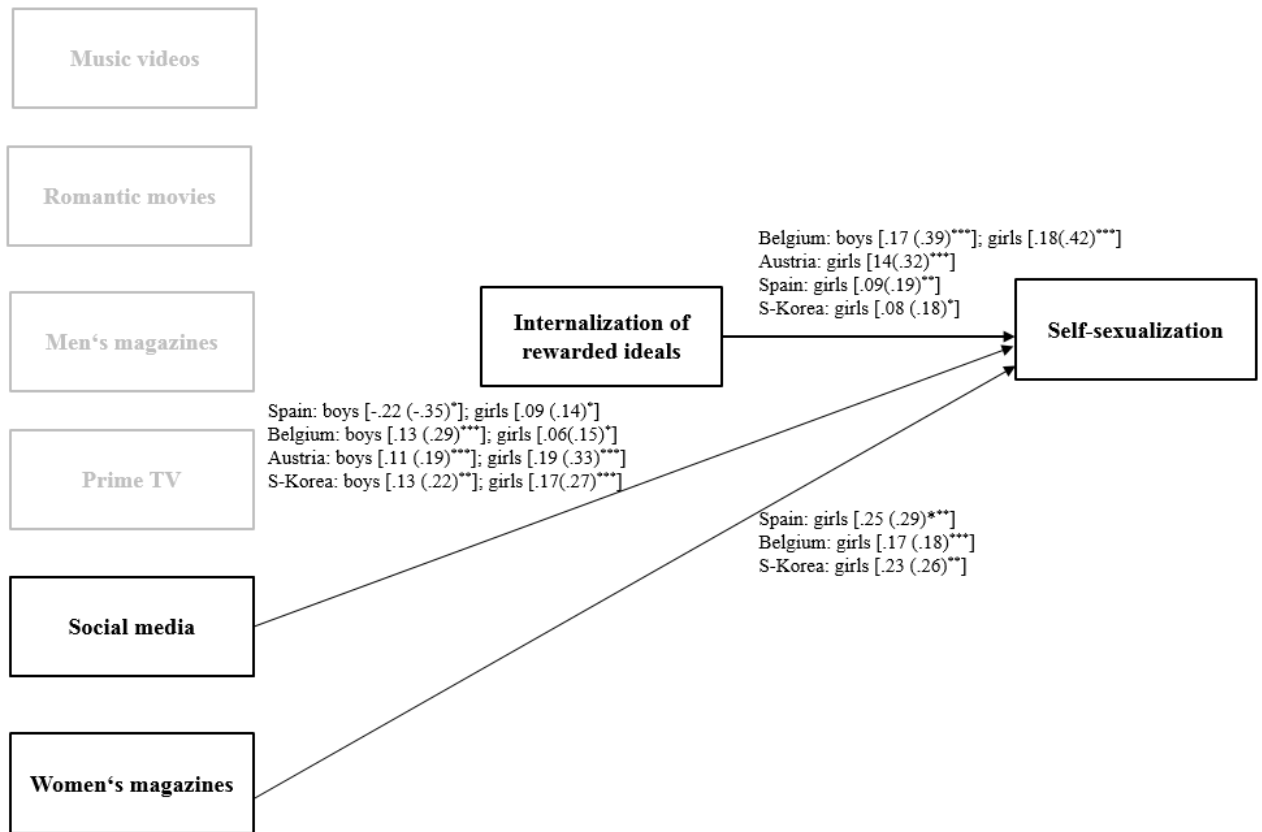 Music videos
Romantic movies
Men‘s magazines
Prime TV
Social media
Women‘s magazines
Spain: boys [-.22 (-.35)*]; girls [.09 (.14)*]
Belgium: boys [.13 (.29)***]; girls [.06(.15)*]
Austria: boys [.11 (.19)***]; girls [.19 (.33)***]
S-Korea: boys [.13 (.22)**]; girls [.17(.27)***]
Internalization of
rewarded ideals
Belgium: boys [.17 (.39)***]; girls [.18(.42)***]
Austria: girls [14(.32)***]
Spain: girls [.09(.19)**]
S-Korea: girls [.08 (.18)*]
Self-sexualization
Spain: girls [.25 (.29)***]
Belgium: girls [.17 (.18)***]
S-Korea: girls [.23 (.26)**]